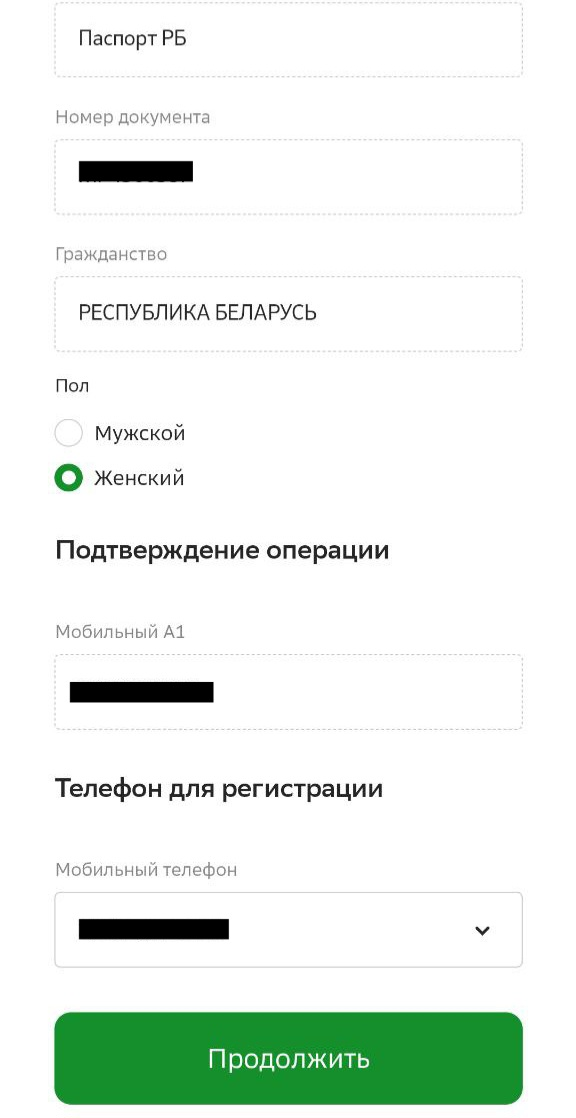 Паспорт РБ
Номер документа
Гражданство
РЕСПУБЛИКА БЕЛАРУСЬ
Пол
Мужской
Женский
Подтверждение операции
Мобильный А1
Телефон для регистрации
Мобильный телефон
Продолжить